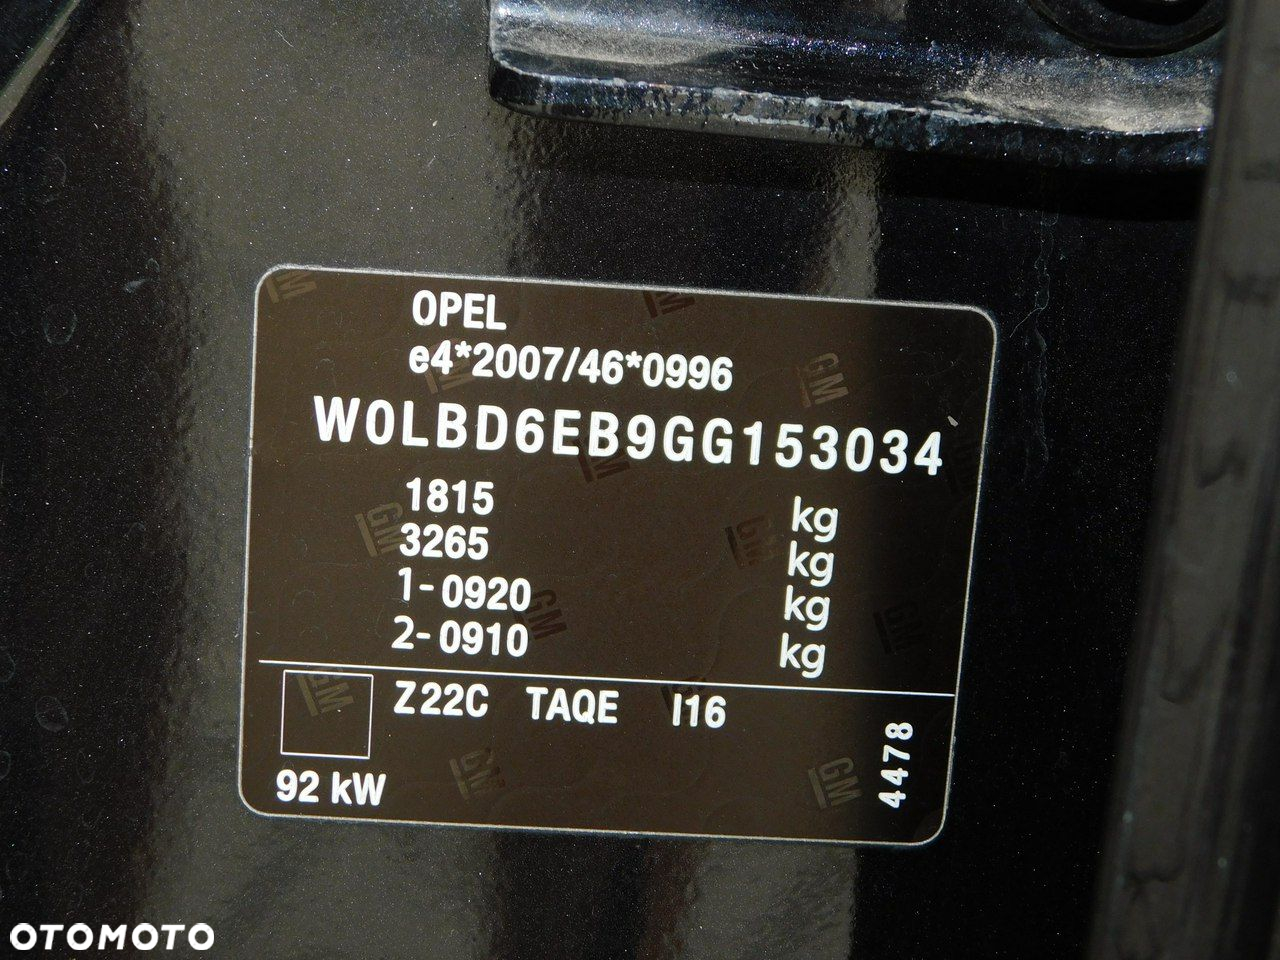 OPEL
e4*2007/46*0996
W0LBD6EB9GG153034
1815 kg
3265 kg
1-0920 kg
2-0910 kg
Z22C TAQE I16
4478
92 kW
OTOMOTO